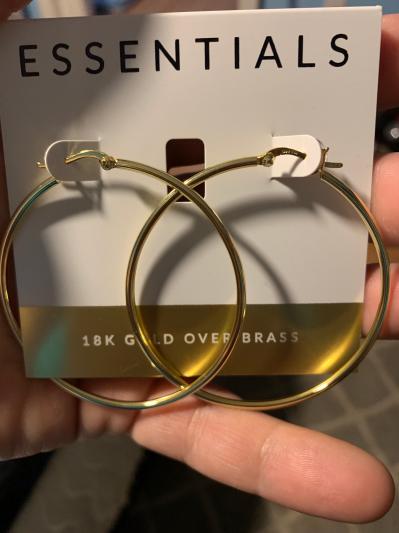 ESSENTIALS
18K GOLD OVER BRASS